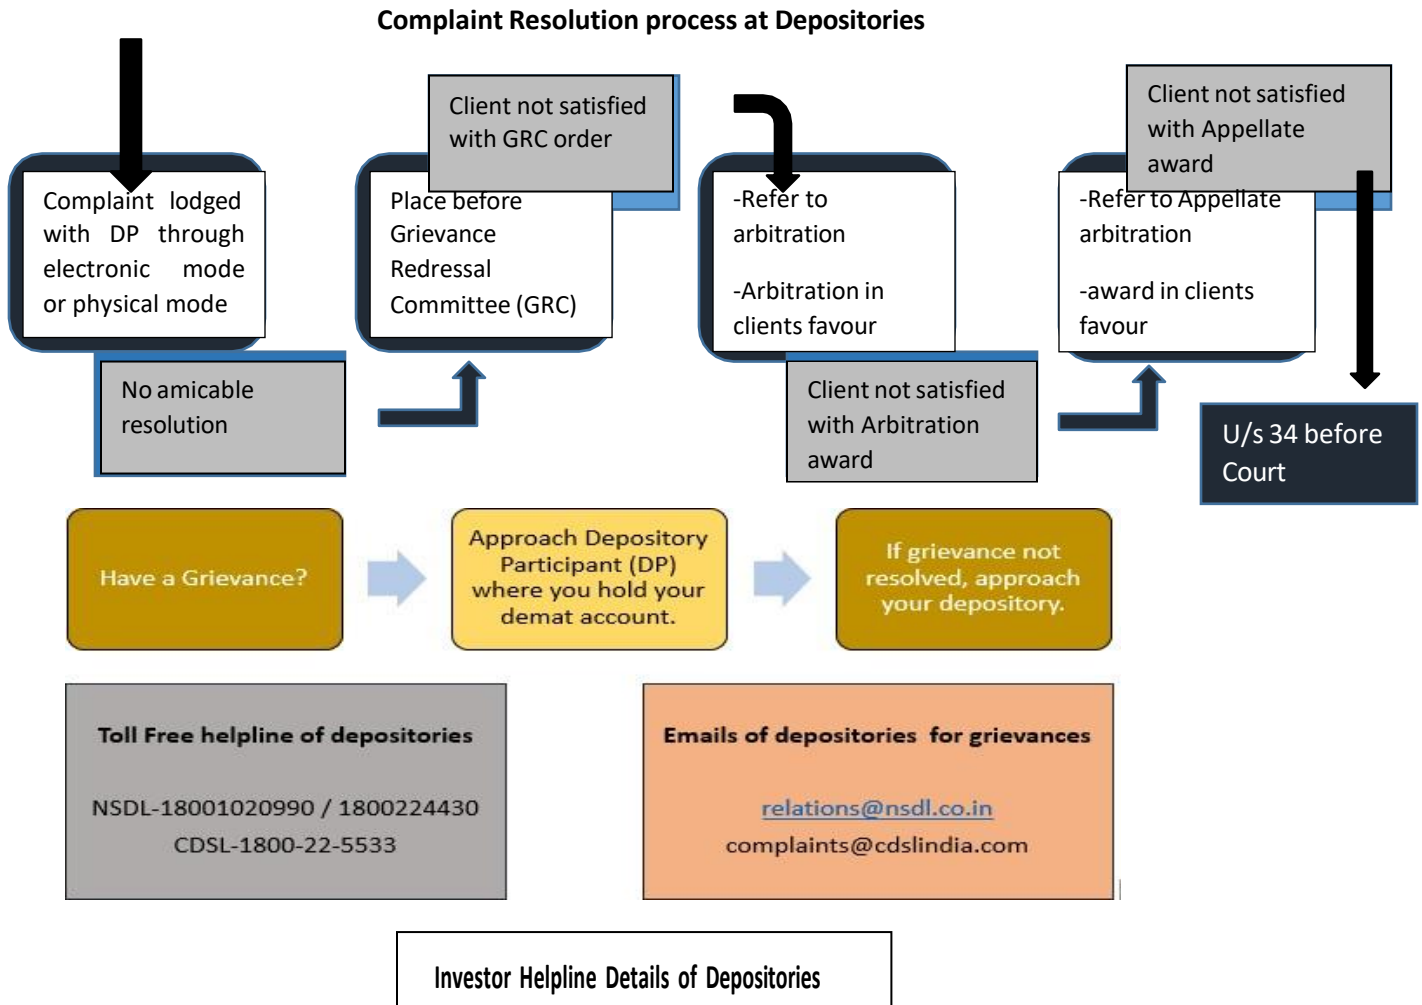 Complaint Resolution process at Depositories
Complaint lodged
with DP through
electronic mode
or physical mode
No amicable
resolution
Place before
Grievance
Redressal
Committee (GRC)
Client not satisfied
with GRC order
-Refer to
arbitration
-Arbitration in
clients favour
Client not satisfied
with Arbitration
award
-Refer to Appellate
arbitration
-award in clients
favour
Client not satisfied
with Appellate
award
U/s 34 before
Court
Have a Grievance?
Approach Depository
Participant (DP)
where you hold your
demat account.
If grievance not
resolved, approach
your depository.
Toll Free helpline of depositories
NSDL-18001020990 / 1800224430
CDSL-1800-22-5533
Emails of depositories for grievances
relations@nsdl.co.in
complaints@cdslindia.com
Investor Helpline Details of Depositories